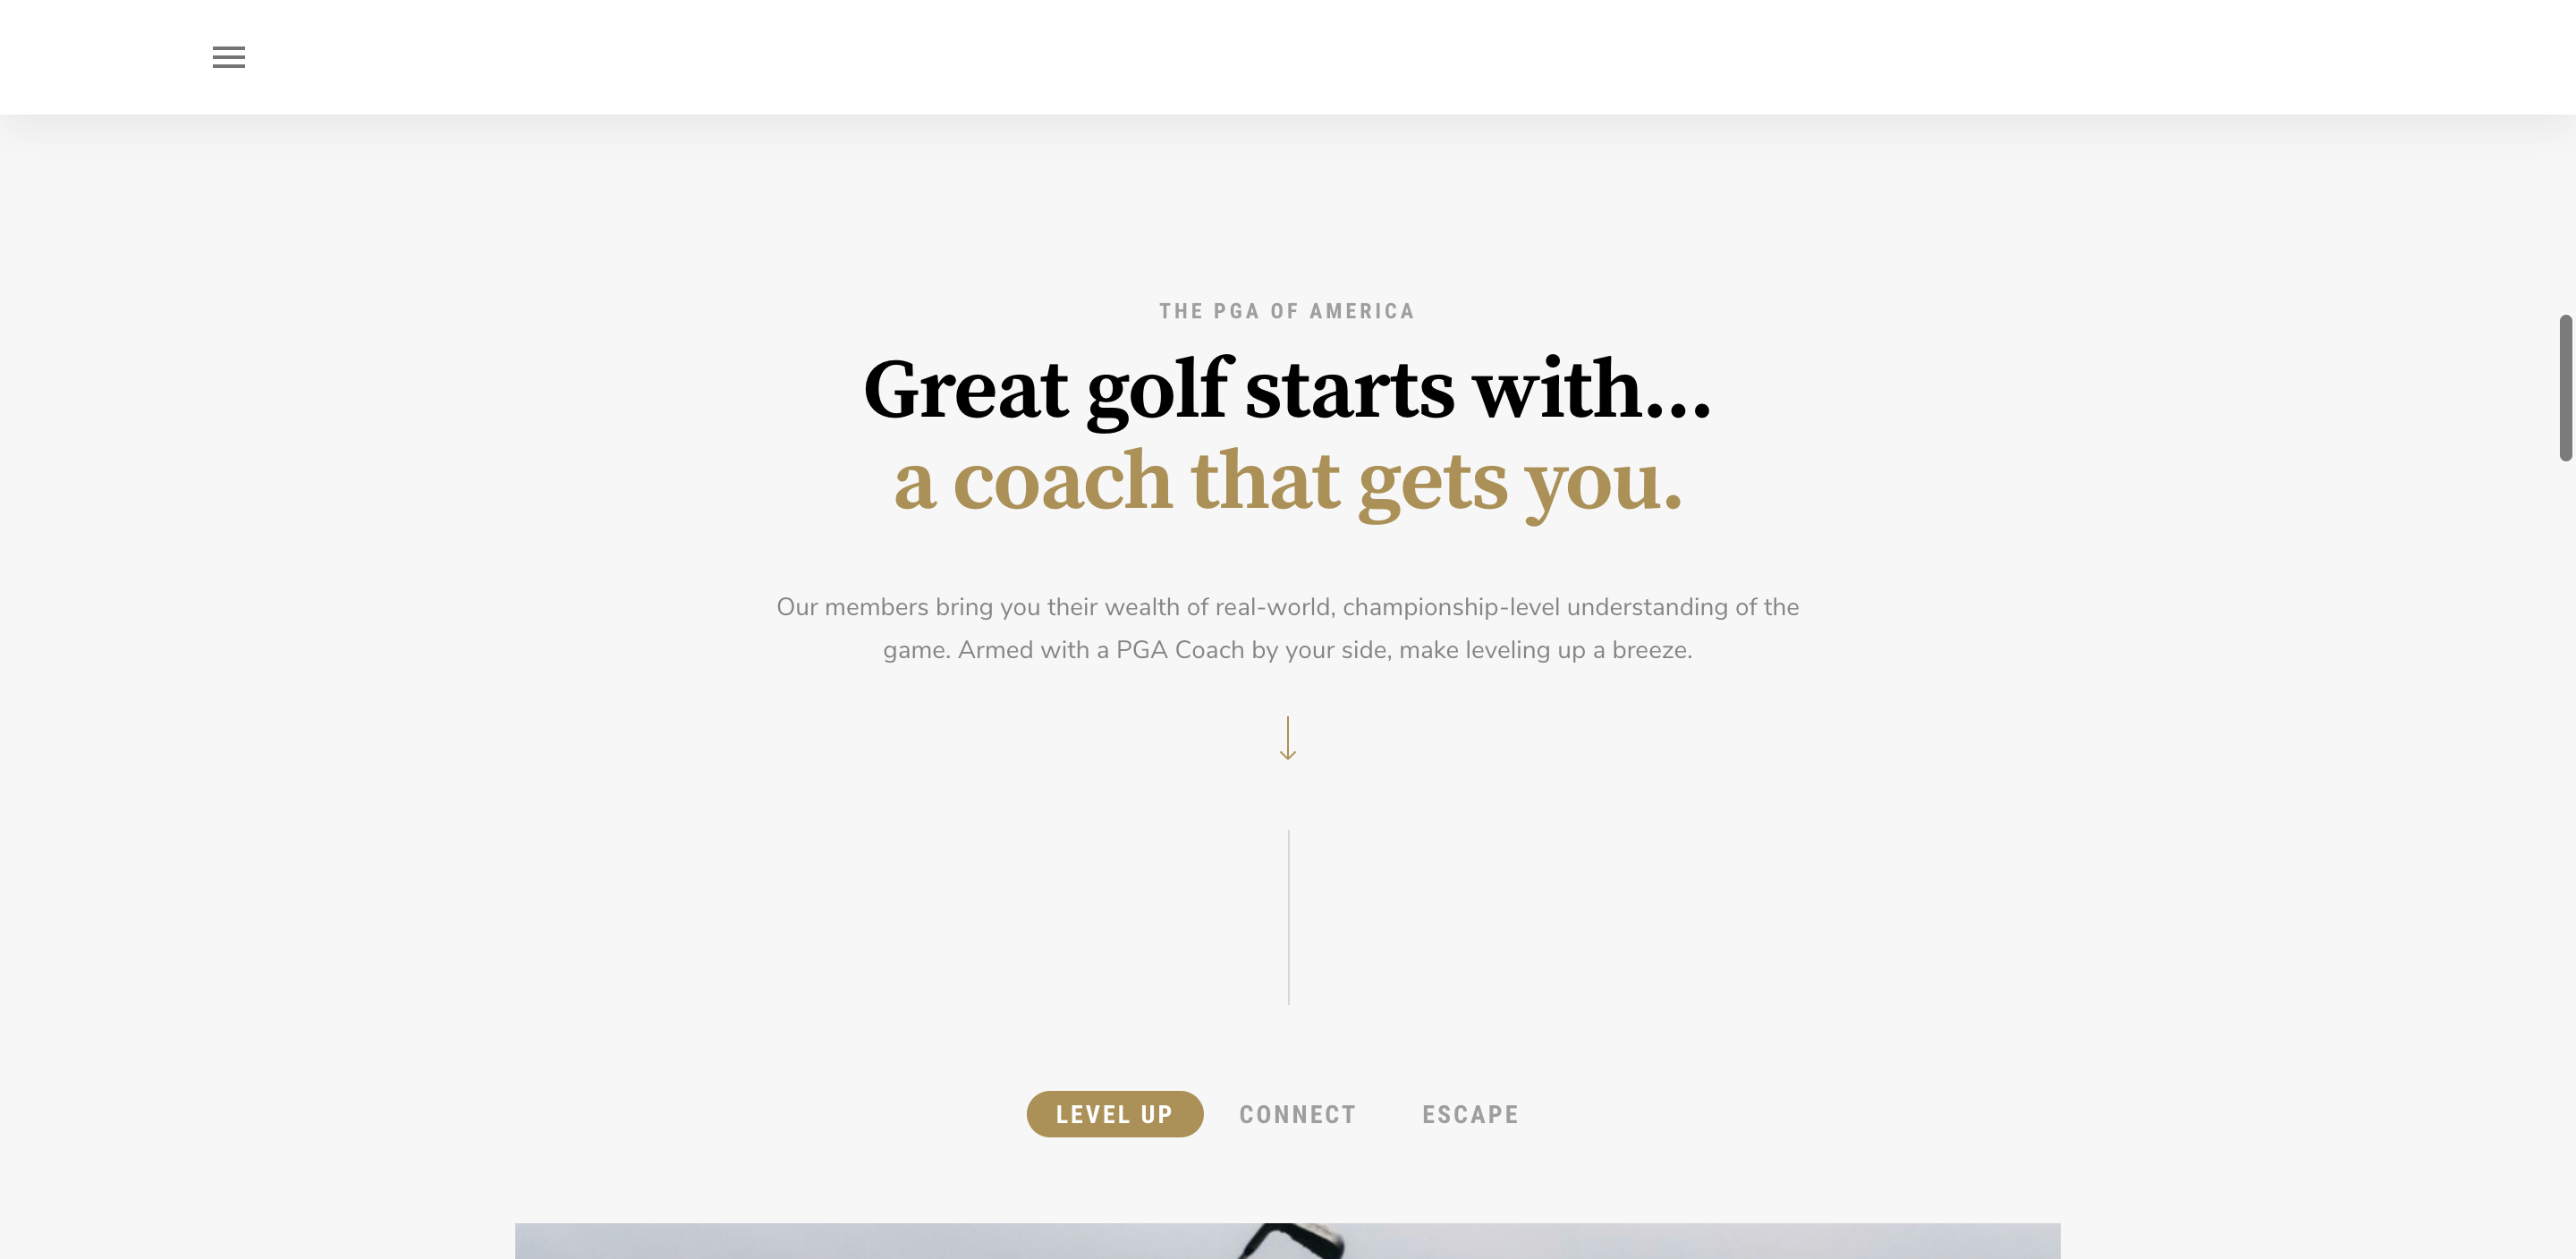 THE PGA OF AMERICA
Great golf starts with...
a coach that gets you.
Our members bring you their wealth of real-world, championship-level understanding of the
game. Armed with a PGA Coach by your side, make leveling up a breeze.
LEVEL UP CONNECT ESCAPE